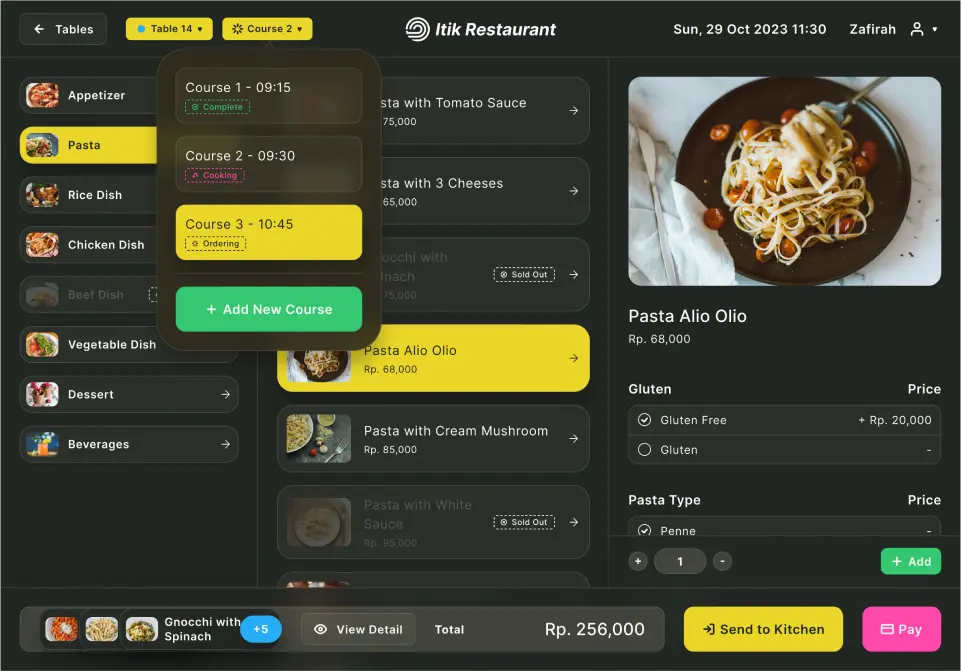 Tables
Table 14
Course 2
Itik Restaurant
Sun, 29 Oct 2023 11:30
Zafirah
Course 1 - 09:15
Complete
Course 2 - 09:30
Cooking
Course 3 - 10:45
Ordering
+ Add New Course
Appetizer
Pasta
Rice Dish
Chicken Dish
Beef Dish
Vegetable Dish
Dessert
Beverages
sta with Tomato Sauce
75,000
sta with 3 Cheeses
65,000
occhi with
inach
75,000
Sold Out
Pasta Alio Olio
Rp. 68,000
Pasta with Cream Mushroom
Rp. 85,000
Pasta with White
Sauce
Rp. 95,000
Sold Out
Pasta Alio Olio
Rp. 68,000
Gluten Price
Gluten Free + Rp. 20,000
Gluten -
Pasta Type Price
Penne -
+ 1 -
+ Add
Gnocchi with
Spinach
+5
View Detail
Total
Rp. 256,000
Send to Kitchen
Pay